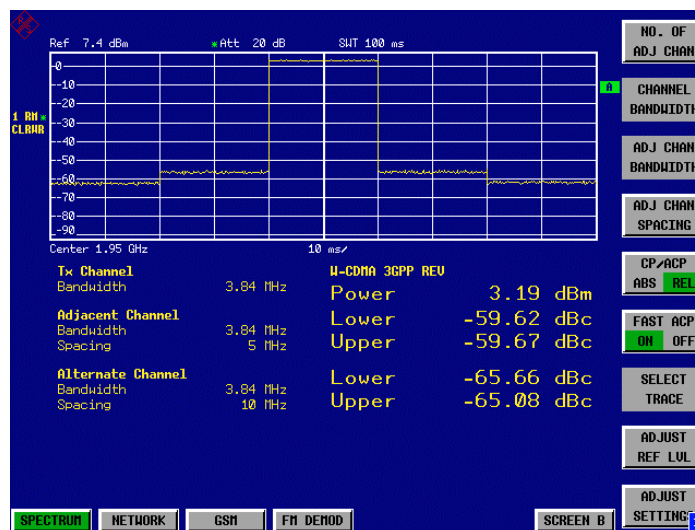 Ref 7.4 dBm *Att 20 dB SWT 100 ms
0
-10
-20
-30
-40
-50
-60
-70
-80
-90
1 RM *
CLRWR
A
Center 1.95 GHz 10 ms/
Tx Channel
Bandwidth 3.84 MHz
Adjacent Channel
Bandwidth 3.84 MHz
Spacing 5 MHz
Alternate Channel
Bandwidth 3.84 MHz
Spacing 10 MHz
W-CDMA 3GPP REV
Power 3.19 dBm
Lower -59.62 dBc
Upper -59.67 dBc
Lower -65.66 dBc
Upper -65.08 dBc
NO. OF
ADJ CHAN
CHANNEL
BANDWIDTH
ADJ CHAN
BANDWIDTH
ADJ CHAN
SPACING
CP/ACP
ABS REL
FAST ACP
ON OFF
SELECT
TRACE
ADJUST
REF LVL
ADJUST
SETTINGS
SPECTRUM NETWORK GSM FM DEMOD SCREEN B